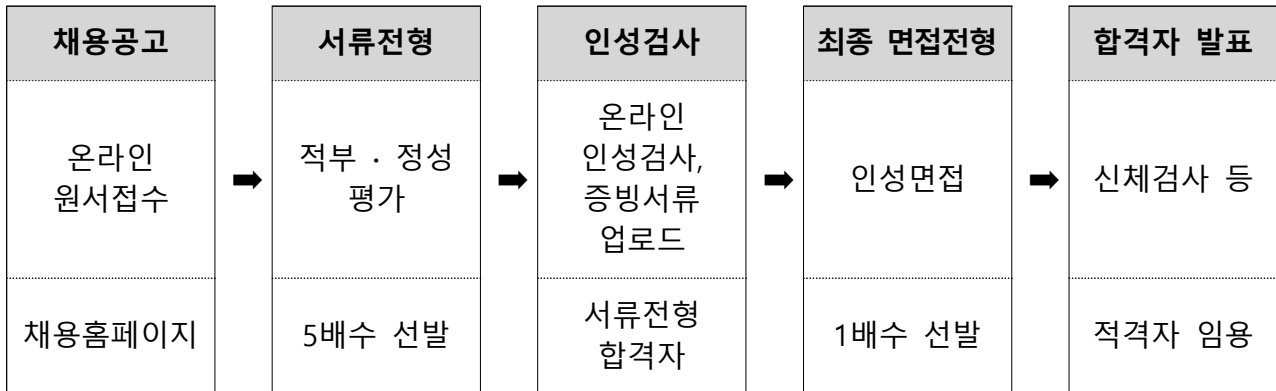 채용공고
온라인
원서접수
채용홈페이지
➡
서류전형
적부 · 정성
평가
5배수 선발
➡
인성검사
온라인
인성검사,
증빙서류
업로드
서류전형
합격자
➡
최종 면접전형
인성면접
1배수 선발
➡
합격자 발표
신체검사 등
적격자 임용